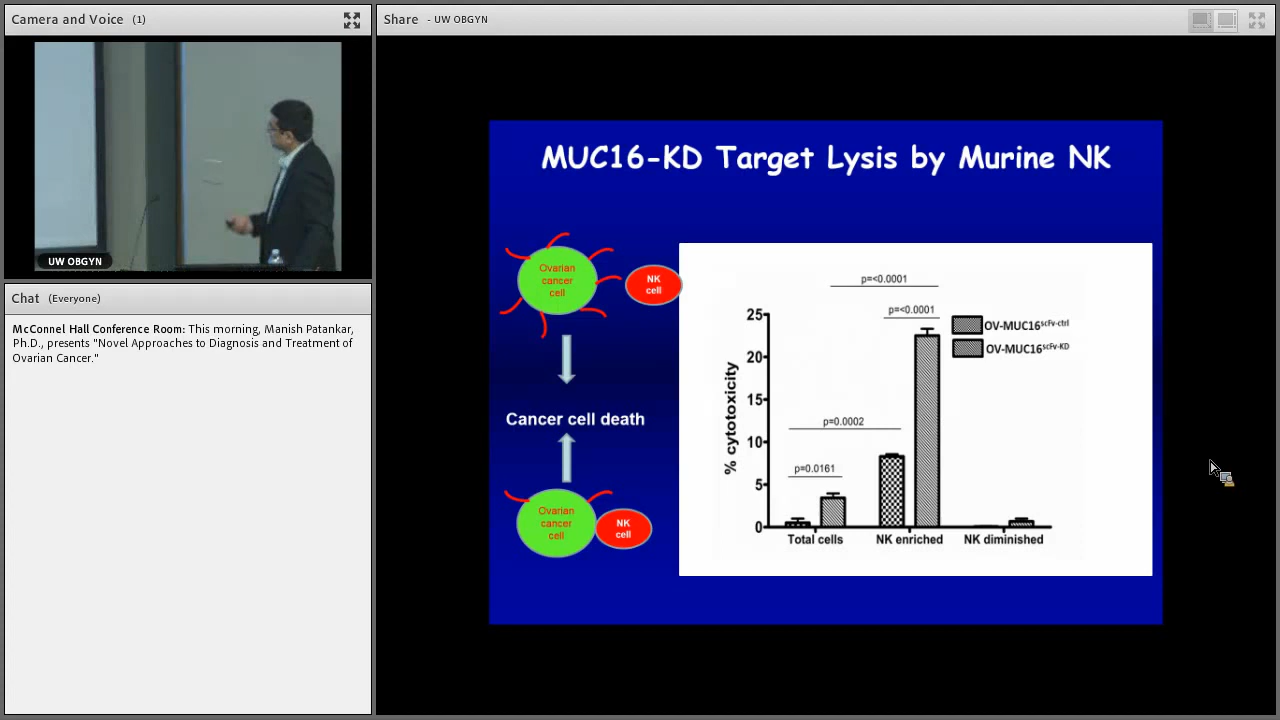 Camera and Voice (1)
UW OBGYN
Chat (Everyone)
McConnel Hall Conference Room: This morning, Manish Patankar,
Ph.D., presents "Novel Approaches to Diagnosis and Treatment of
Ovarian Cancer."
Share - UW OBGYN
MUC16-KD Target Lysis by Murine NK
Ovarian
cancer
cell
NK
cell
Cancer cell death
Ovarian
cancer
cell
NK
cell
p=<0.0001
p=<0.0001
OV-MUC16scFv-ctrl
OV-MUC16scFv-KD
p=0.0002
p=0.0161
% cytotoxicity
25
20
15
10
5
0
Total cells NK enriched NK diminished